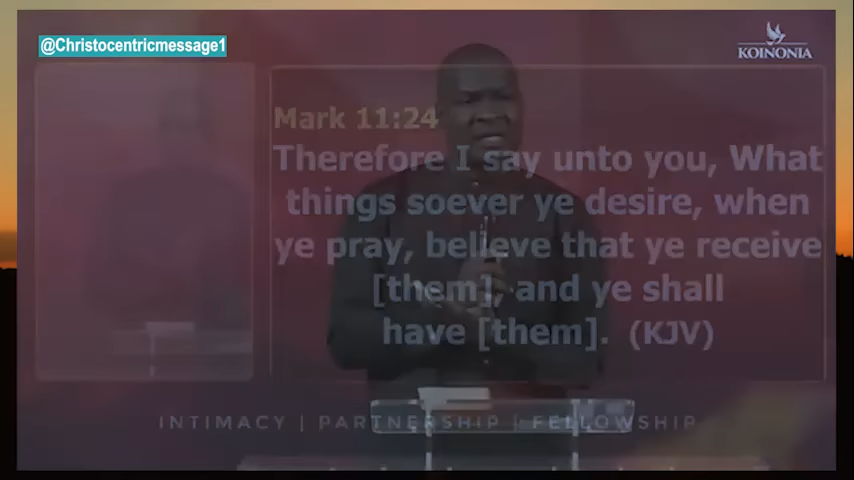 @Christocentricmessage1
KOINONIA
Mark 11:24
Therefore I say unto you, What
things soever ye desire, when
ye pray, believe that ye receive
[them], and ye shall
have [them]. (KJV)
INTIMACY | PARTNERSHIP | FELLOWSHIP